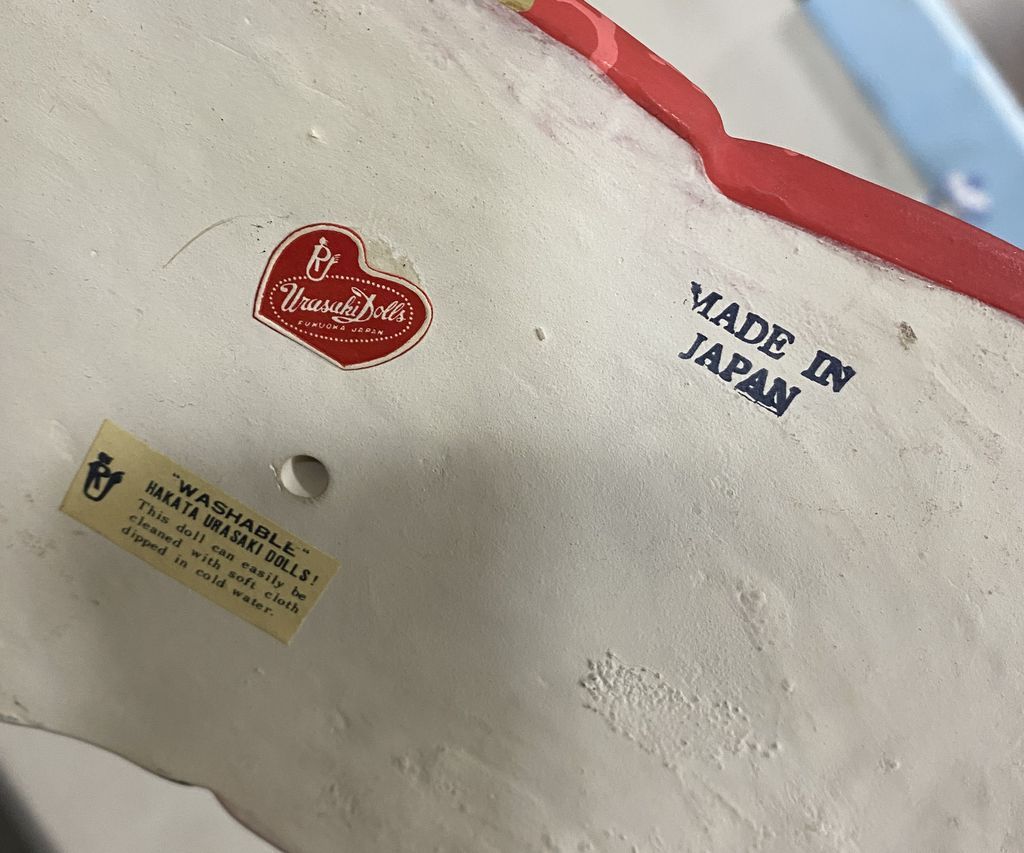 Urasaki Dolls
FUKUOKA JAPAN
MADE IN
JAPAN
"WASHABLE"
HAKATA URASAKI DOLLS!
This doll can easily be
cleaned with soft cloth
dipped in cold water.